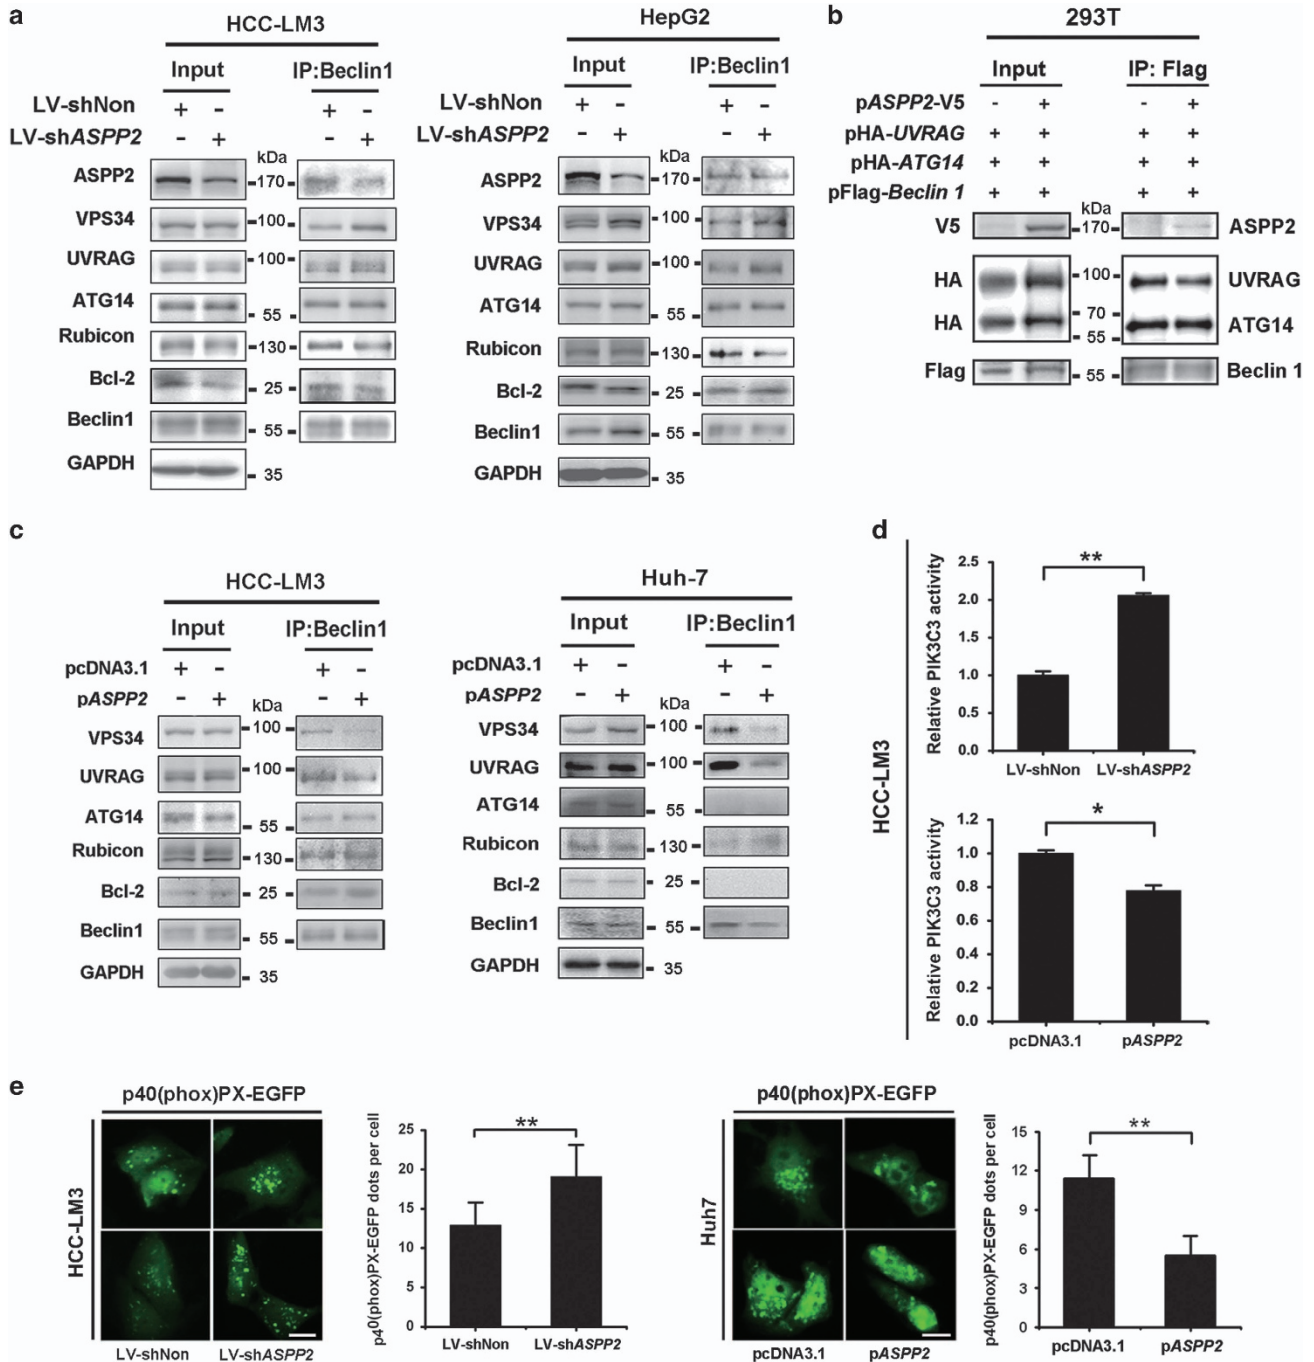 a
HCC-LM3
Input IP:Beclin1
LV-shNon + - + -
LV-shASPP2 - + - +
kDa
ASPP2 170
VPS34 100
UVRAG 100
ATG14 55
Rubicon 130
Bcl-2 25
Beclin1 55
GAPDH 35
HepG2
Input IP:Beclin1
LV-shNon + - + -
LV-shASPP2 - + - +
kDa
ASPP2 170
VPS34 100
UVRAG 100
ATG14 55
Rubicon 130
Bcl-2 25
Beclin1 55
GAPDH 35
b
293T
Input IP: Flag
pASPP2-V5 - + - +
pHA-UVRAG + + + +
pHA-ATG14 + + + +
pFlag-Beclin 1 + + + +
kDa
V5 170 ASPP2
HA 100 UVRAG
70
HA 55 ATG14
Flag 55 Beclin 1
c
HCC-LM3
Input IP:Beclin1
pcDNA3.1 + - + -
pASPP2 - + - +
kDa
VPS34 100
UVRAG 100
ATG14 55
Rubicon 130
Bcl-2 25
Beclin1 55
GAPDH 35
Huh-7
Input IP:Beclin1
pcDNA3.1 + - + -
pASPP2 - + - +
kDa
VPS34 100
UVRAG 100
ATG14 55
Rubicon 130
Bcl-2 25
Beclin1 55
GAPDH 35
d
HCC-LM3
Relative PIK3C3 activity
2.5
2.0
1.5
1.0
0.5
0.0
**
LV-shNon LV-shASPP2
Relative PIK3C3 activity
1.2
1.0
0.8
0.6
0.4
0.2
0.0
*
pcDNA3.1 pASPP2
e
p40(phox)PX-EGFP
HCC-LM3
LV-shNon LV-shASPP2
p40(phox)PX-EGFP dots per cell
25
20
15
10
5
0
**
LV-shNon LV-shASPP2
p40(phox)PX-EGFP
Huh7
pcDNA3.1 pASPP2
p40(phox)PX-EGFP dots per cell
15
12
9
6
3
0
**
pcDNA3.1 pASPP2